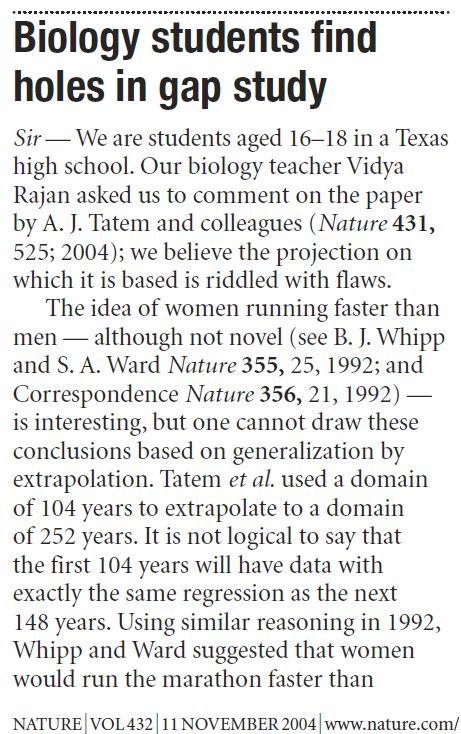 Biology students find
holes in gap study
Sir — We are students aged 16–18 in a Texas
high school. Our biology teacher Vidya
Rajan asked us to comment on the paper
by A. J. Tatem and colleagues (Nature 431,
525; 2004); we believe the projection on
which it is based is riddled with flaws.
The idea of women running faster than
men — although not novel (see B. J. Whipp
and S. A. Ward Nature 355, 25, 1992; and
Correspondence Nature 356, 21, 1992) —
is interesting, but one cannot draw these
conclusions based on generalization by
extrapolation. Tatem et al. used a domain
of 104 years to extrapolate to a domain
of 252 years. It is not logical to say that
the first 104 years will have data with
exactly the same regression as the next
148 years. Using similar reasoning in 1992,
Whipp and Ward suggested that women
would run the marathon faster than
NATURE | VOL 432 | 11 NOVEMBER 2004 | www.nature.com/